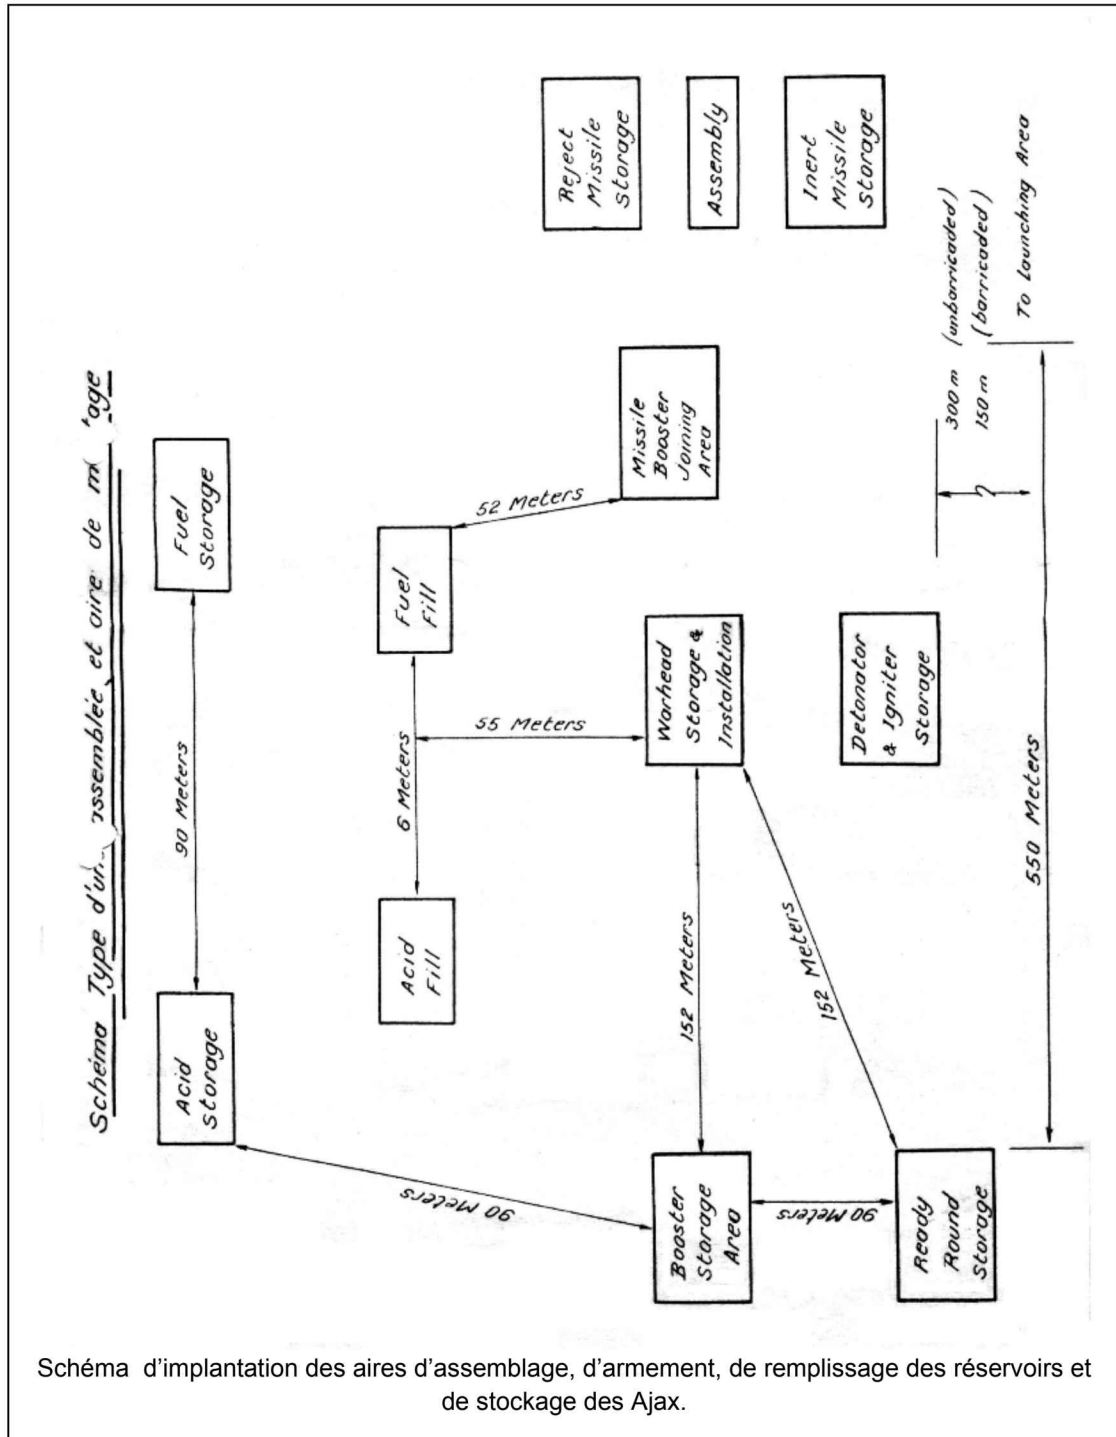 Schéma Type d'un ssemblée et aire de m age
Reject
Missile
Storage
Assembly
Inert
Missile
Storage
Fuel
Storage
Missile
Booster
Joining
Area
300 m (unbarricaded)
150 m (barricaded)
To Launching Area
52 Meters
Fuel
Fill
90 Meters
6 Meters
55 Meters
Warhead
Storage &
Installation
Detonator
& Igniter
Storage
550 Meters
Acid
Fill
152 Meters
152 Meters
Acid
Storage
90 Meters
Booster
Storage
Area
90 Meters
Ready
Round
Storage
Schéma d'implantation des aires d'assemblage, d'armement, de remplissage des réservoirs et
de stockage des Ajax.